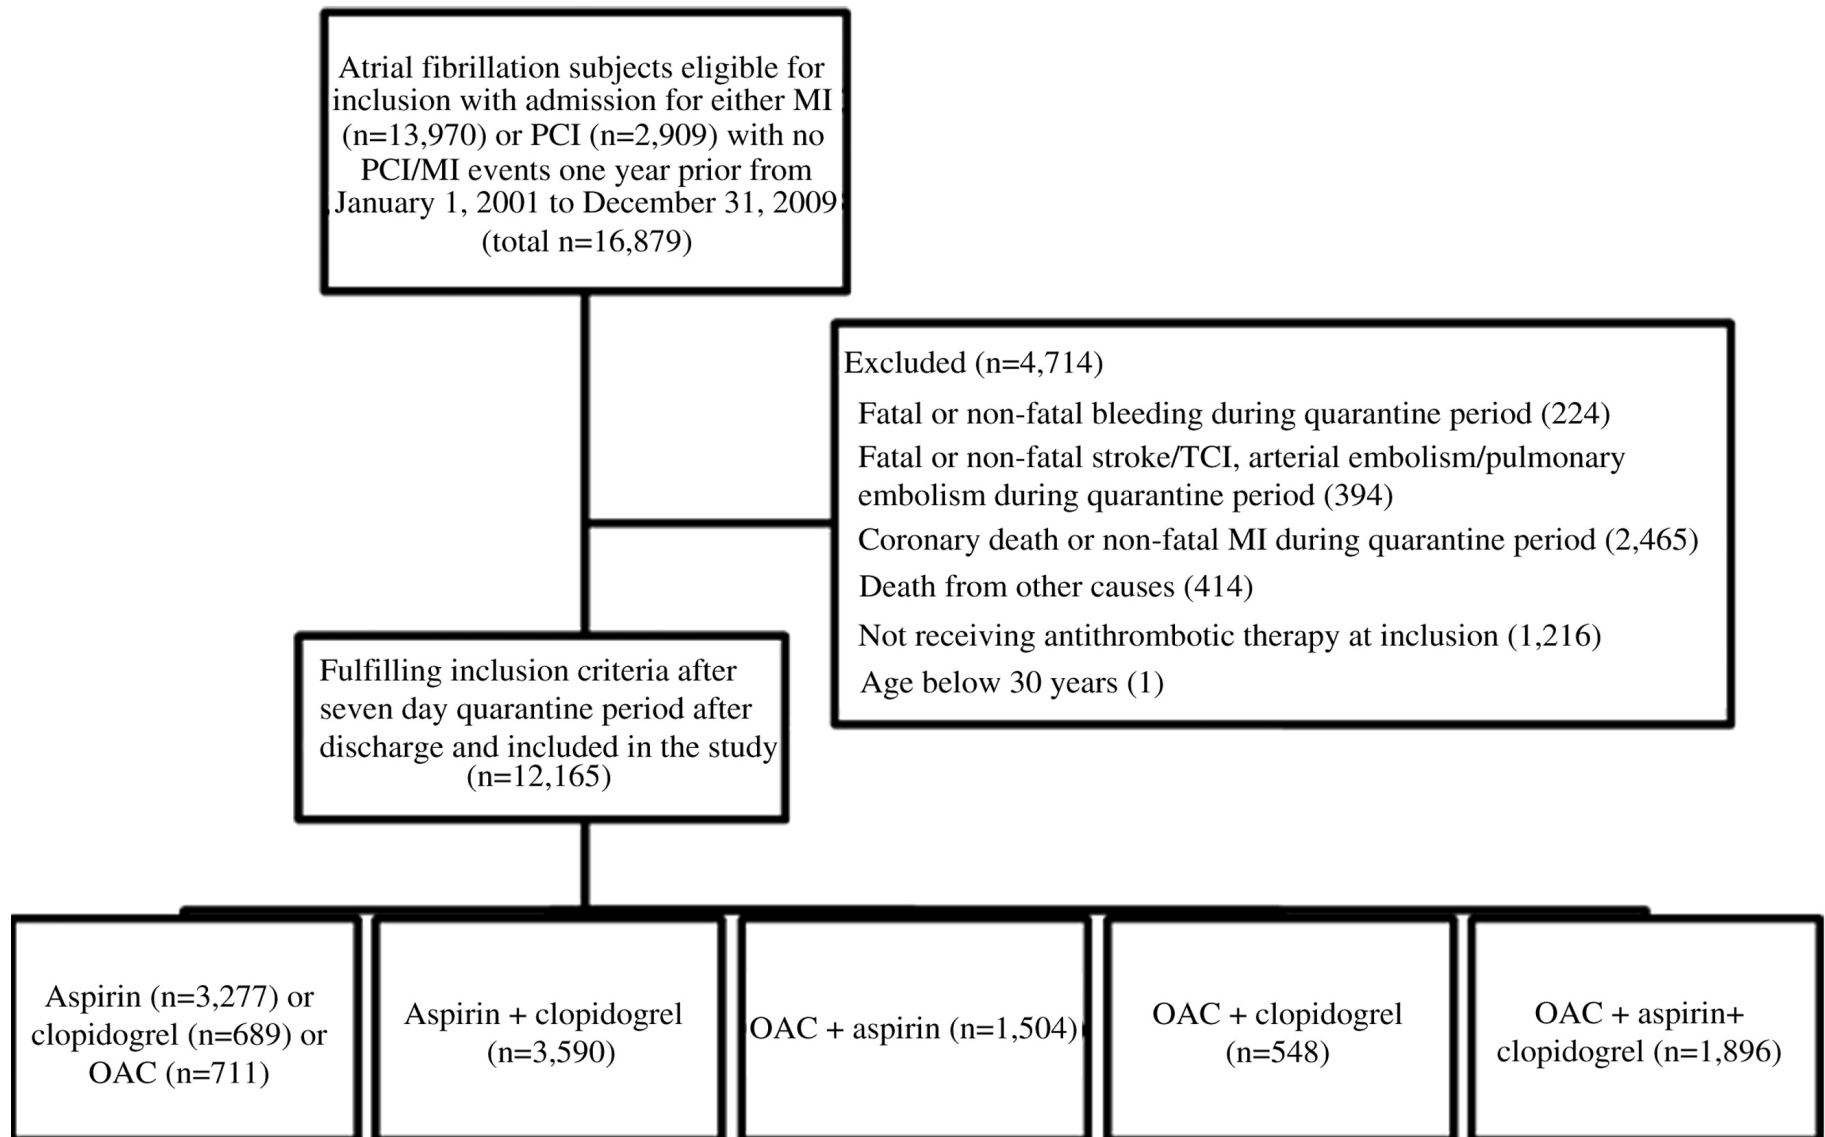 Atrial fibrillation subjects eligible for
inclusion with admission for either MI
(n=13,970) or PCI (n=2,909) with no
PCI/MI events one year prior from
January 1, 2001 to December 31, 2009
(total n=16,879)
Excluded (n=4,714)
Fatal or non-fatal bleeding during quarantine period (224)
Fatal or non-fatal stroke/TCI, arterial embolism/pulmonary
embolism during quarantine period (394)
Coronary death or non-fatal MI during quarantine period (2,465)
Death from other causes (414)
Not receiving antithrombotic therapy at inclusion (1,216)
Age below 30 years (1)
Fulfilling inclusion criteria after
seven day quarantine period after
discharge and included in the study
(n=12,165)
Aspirin (n=3,277) or
clopidogrel (n=689) or
OAC (n=711)
Aspirin + clopidogrel
(n=3,590)
OAC + aspirin (n=1,504)
OAC + clopidogrel
(n=548)
OAC + aspirin+
clopidogrel (n=1,896)